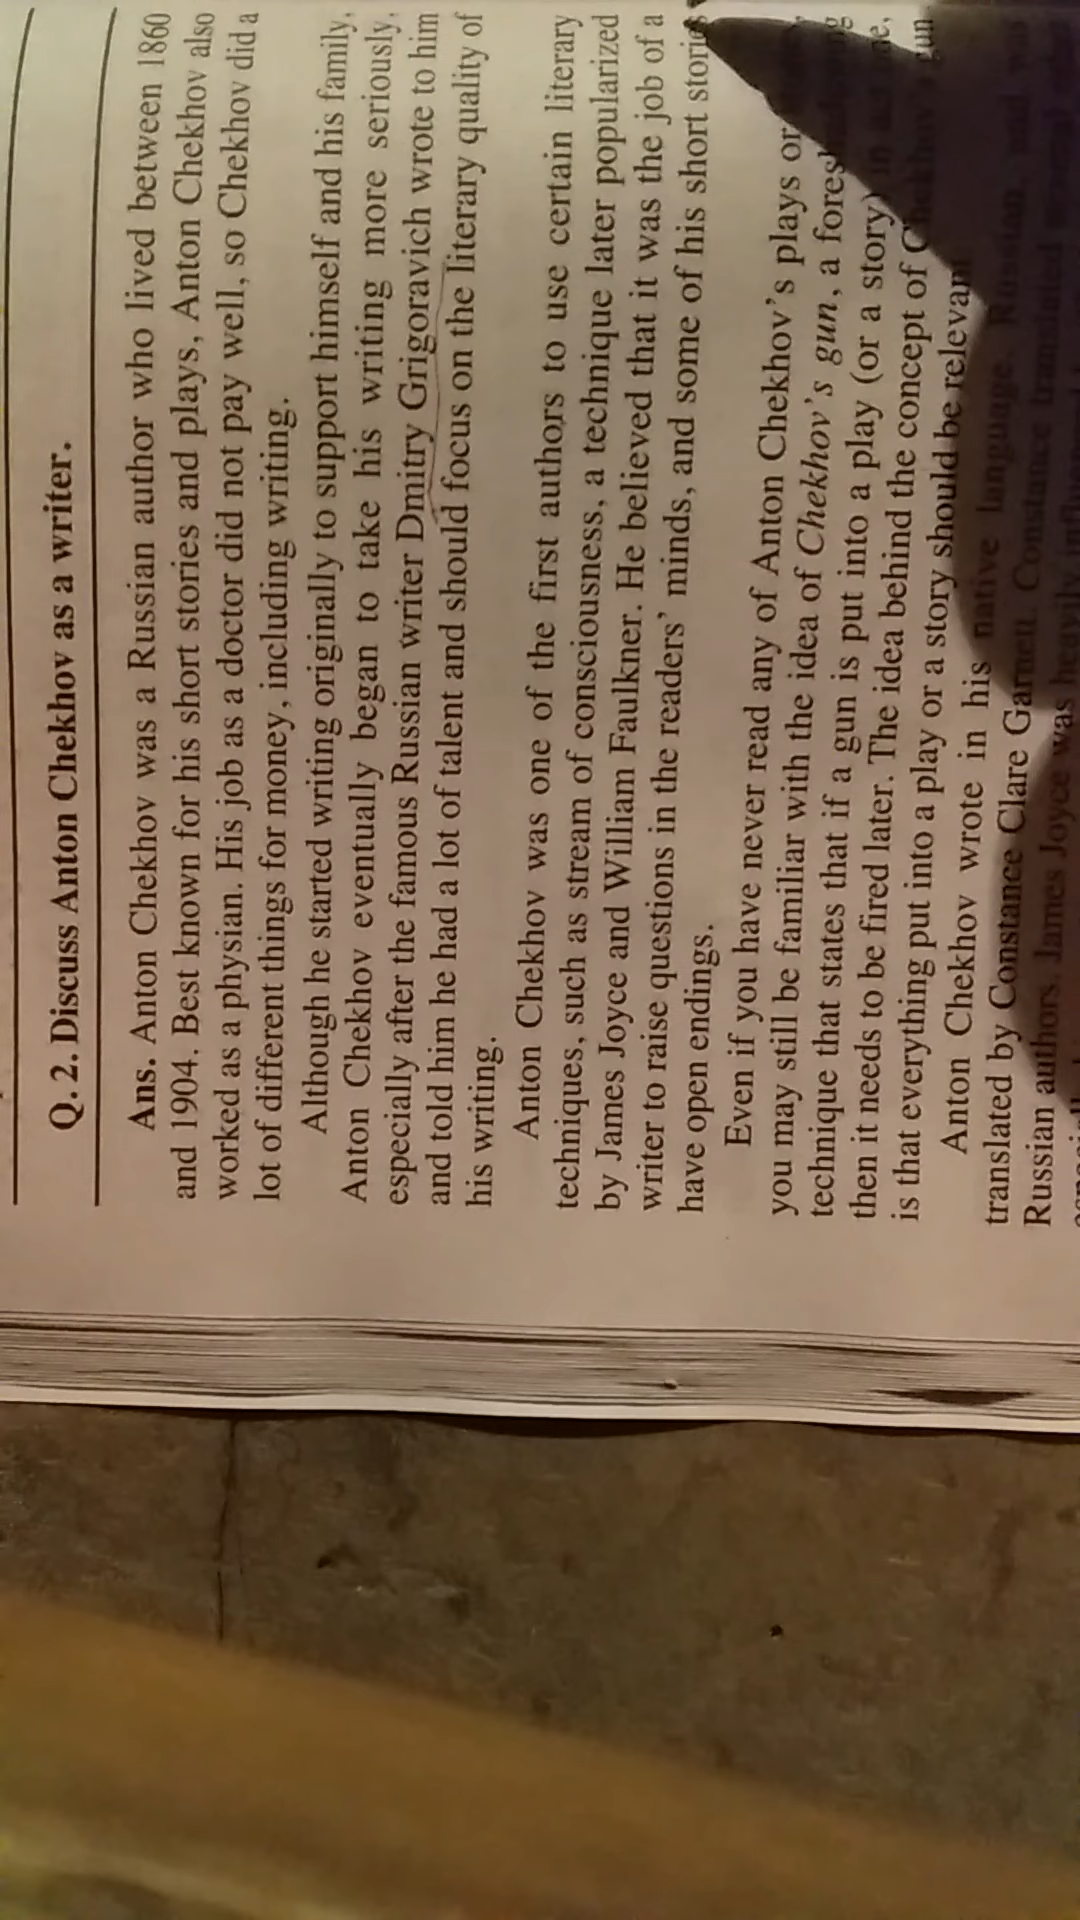 Q. 2. Discuss Anton Chekhov as a writer.
Ans. Anton Chekhov was a Russian author who lived between 1860
and 1904. Best known for his short stories and plays, Anton Chekhov also
worked as a physian. His job as a doctor did not pay well, so Chekhov did a
lot of different things for money, including writing.
Although he started writing originally to support himself and his family,
Anton Chekhov eventually began to take his writing more seriously,
especially after the famous Russian writer Dmitry Grigoravich wrote to him
and told him he had a lot of talent and should focus on the literary quality of
his writing.
Anton Chekhov was one of the first authors to use certain literary
techniques, such as stream of consciousness, a technique later popularized
by James Joyce and William Faulkner. He believed that it was the job of a
writer to raise questions in the readers' minds, and some of his short stories
have open endings.
Even if you have never read any of Anton Chekhov's plays or
you may still be familiar with the idea of Chekhov's gun, a foreshadowing
technique that states that if a gun is put into a play (or a story) in act one,
then it needs to be fired later. The idea behind the concept of Chekhov's gun
is that everything put into a play or a story should be relevant
Anton Chekhov wrote in his native language, Russian, and was
translated by Constance Clare Garnett. Constance translated
Russian authors. James Joyce was heavily influenced